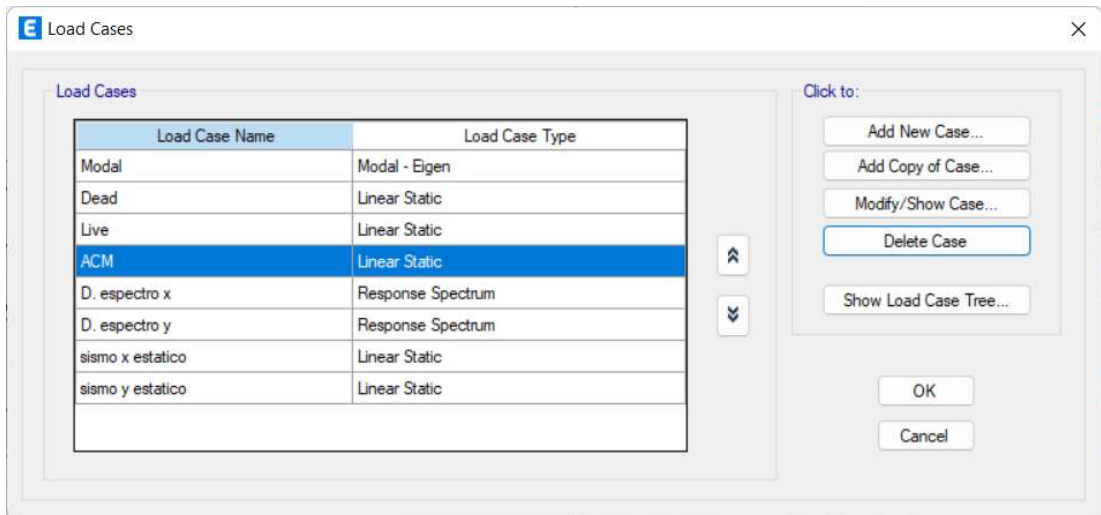 E Load Cases
Load Cases
Load Case Name Load Case Type
Modal Modal - Eigen
Dead Linear Static
Live Linear Static
ACM Linear Static
D. espectro x Response Spectrum
D. espectro y Response Spectrum
sismo x estatico Linear Static
sismo y estatico Linear Static
Click to:
Add New Case...
Add Copy of Case...
Modify/Show Case...
Delete Case
Show Load Case Tree...
OK
Cancel